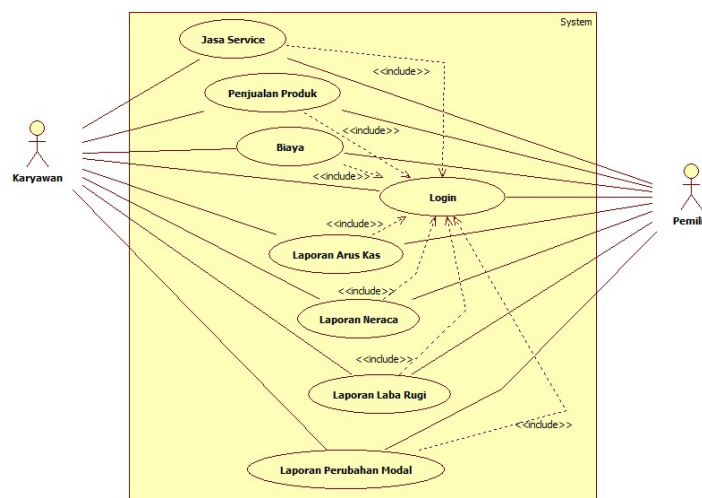 System
Jasa Service
<<include>>
Penjualan Produk
<<include>>
Biaya
<<include>>
Karyawan
Login
Pemili
<<include>>
Laporan Arus Kas
<<include>>
Laporan Neraca
<<include>>
Laporan Laba Rugi
<<include>>
Laporan Perubahan Modal